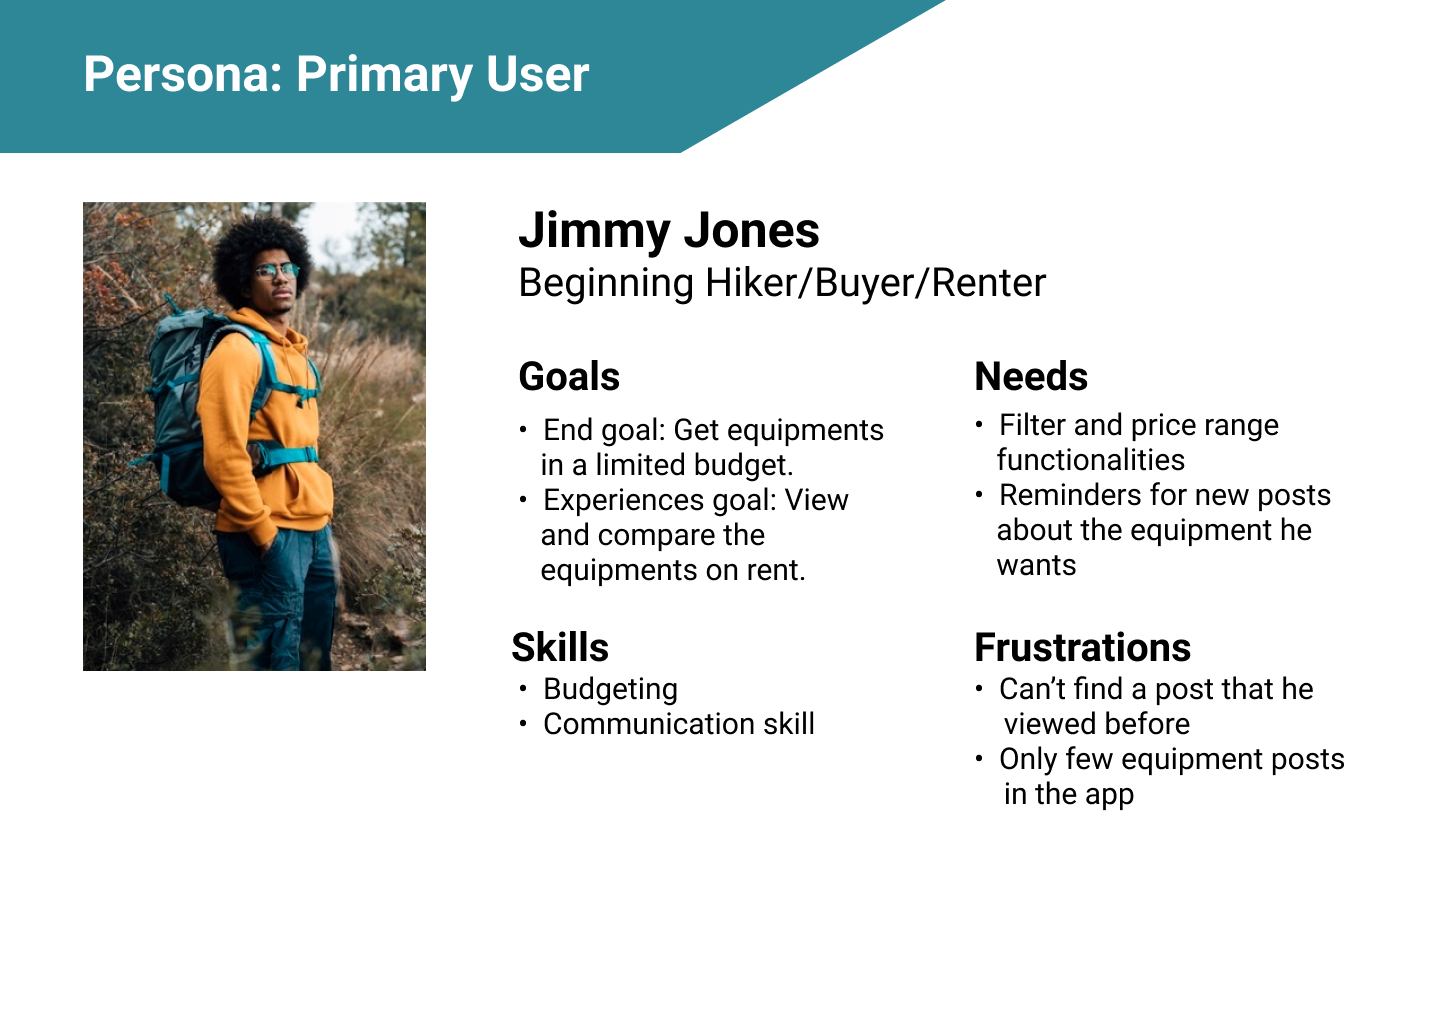 Persona: Primary User
Jimmy Jones
Beginning Hiker/Buyer/Renter
Goals
• End goal: Get equipments
in a limited budget.
• Experiences goal: View
and compare the
equipments on rent.
Needs
• Filter and price range
functionalities
• Reminders for new posts
about the equipment he
wants
Skills
• Budgeting
• Communication skill
Frustrations
• Can’t find a post that he
viewed before
• Only few equipment posts
in the app